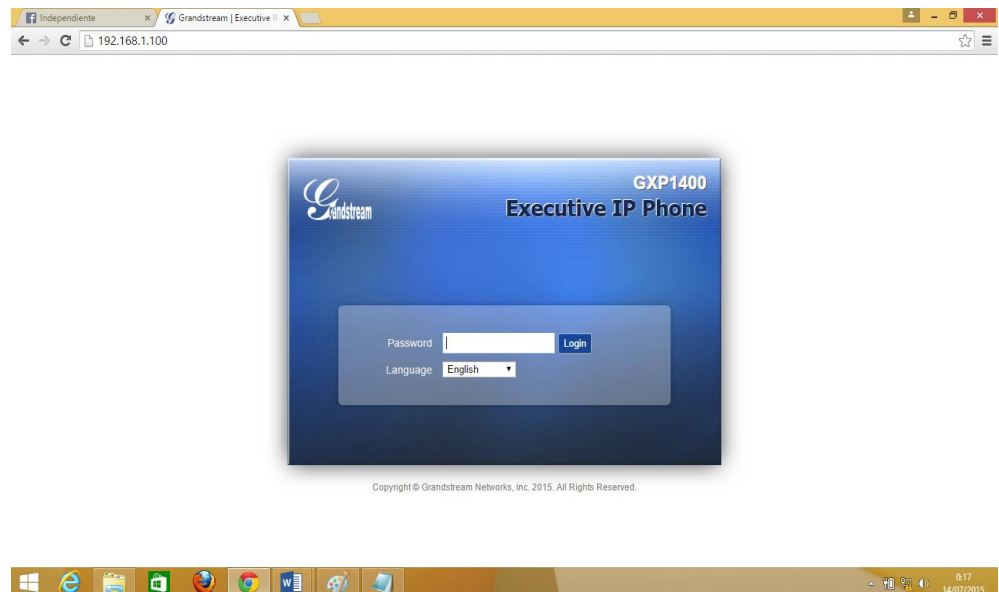 Independiente
Grandstream | Executive I
192.168.1.100
Grandstream
GXP1400
Executive IP Phone
Password
Login
Language
English
Copyright © Grandstream Networks, Inc. 2015. All Rights Reserved.
0:17
14/07/2015